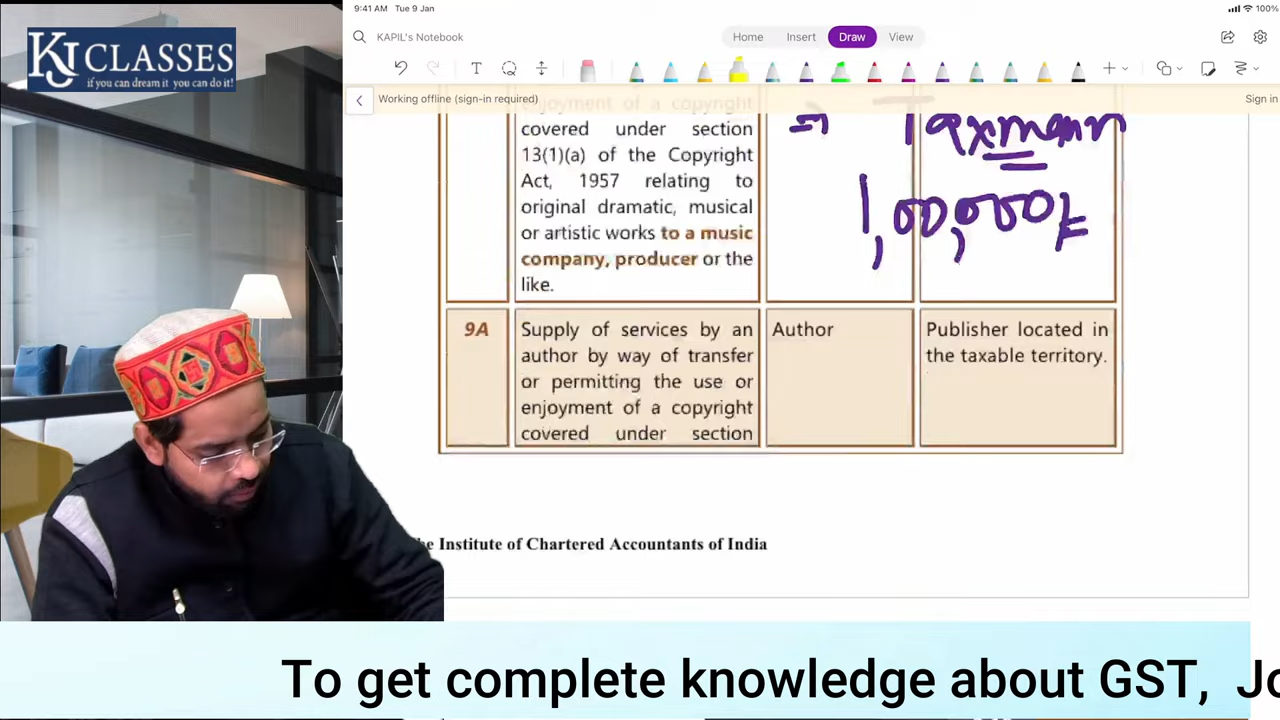 9:41 AM Tue 9 Jan
100%
KJ CLASSES
if you can dream it you can do it!
KAPIL's Notebook
Home Insert Draw View
Working offline (sign-in required)
Sign in
enjoyment of a copyright
covered under section
13(1)(a) of the Copyright
Act, 1957 relating to
original dramatic, musical
or artistic works to a music
company, producer or the
like.
Taxmann
1,00,000
9A
Supply of services by an
author by way of transfer
or permitting the use or
enjoyment of a copyright
covered under section
Author
Publisher located in
the taxable territory.
Institute of Chartered Accountants of India
To get complete knowledge about GST,